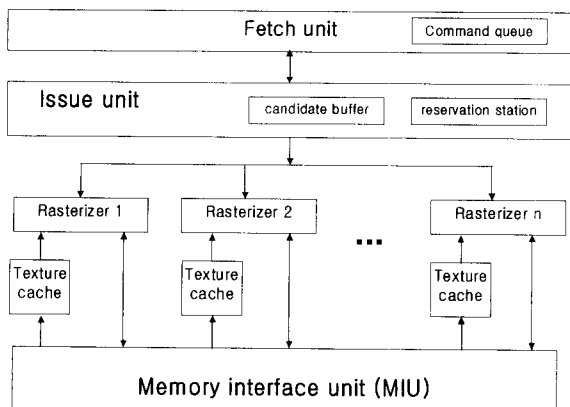 Fetch unit
Command queue
Issue unit
candidate buffer
reservation station
Rasterizer 1
Rasterizer 2
Rasterizer n
...
Texture
cache
Texture
cache
Texture
cache
Memory interface unit (MIU)